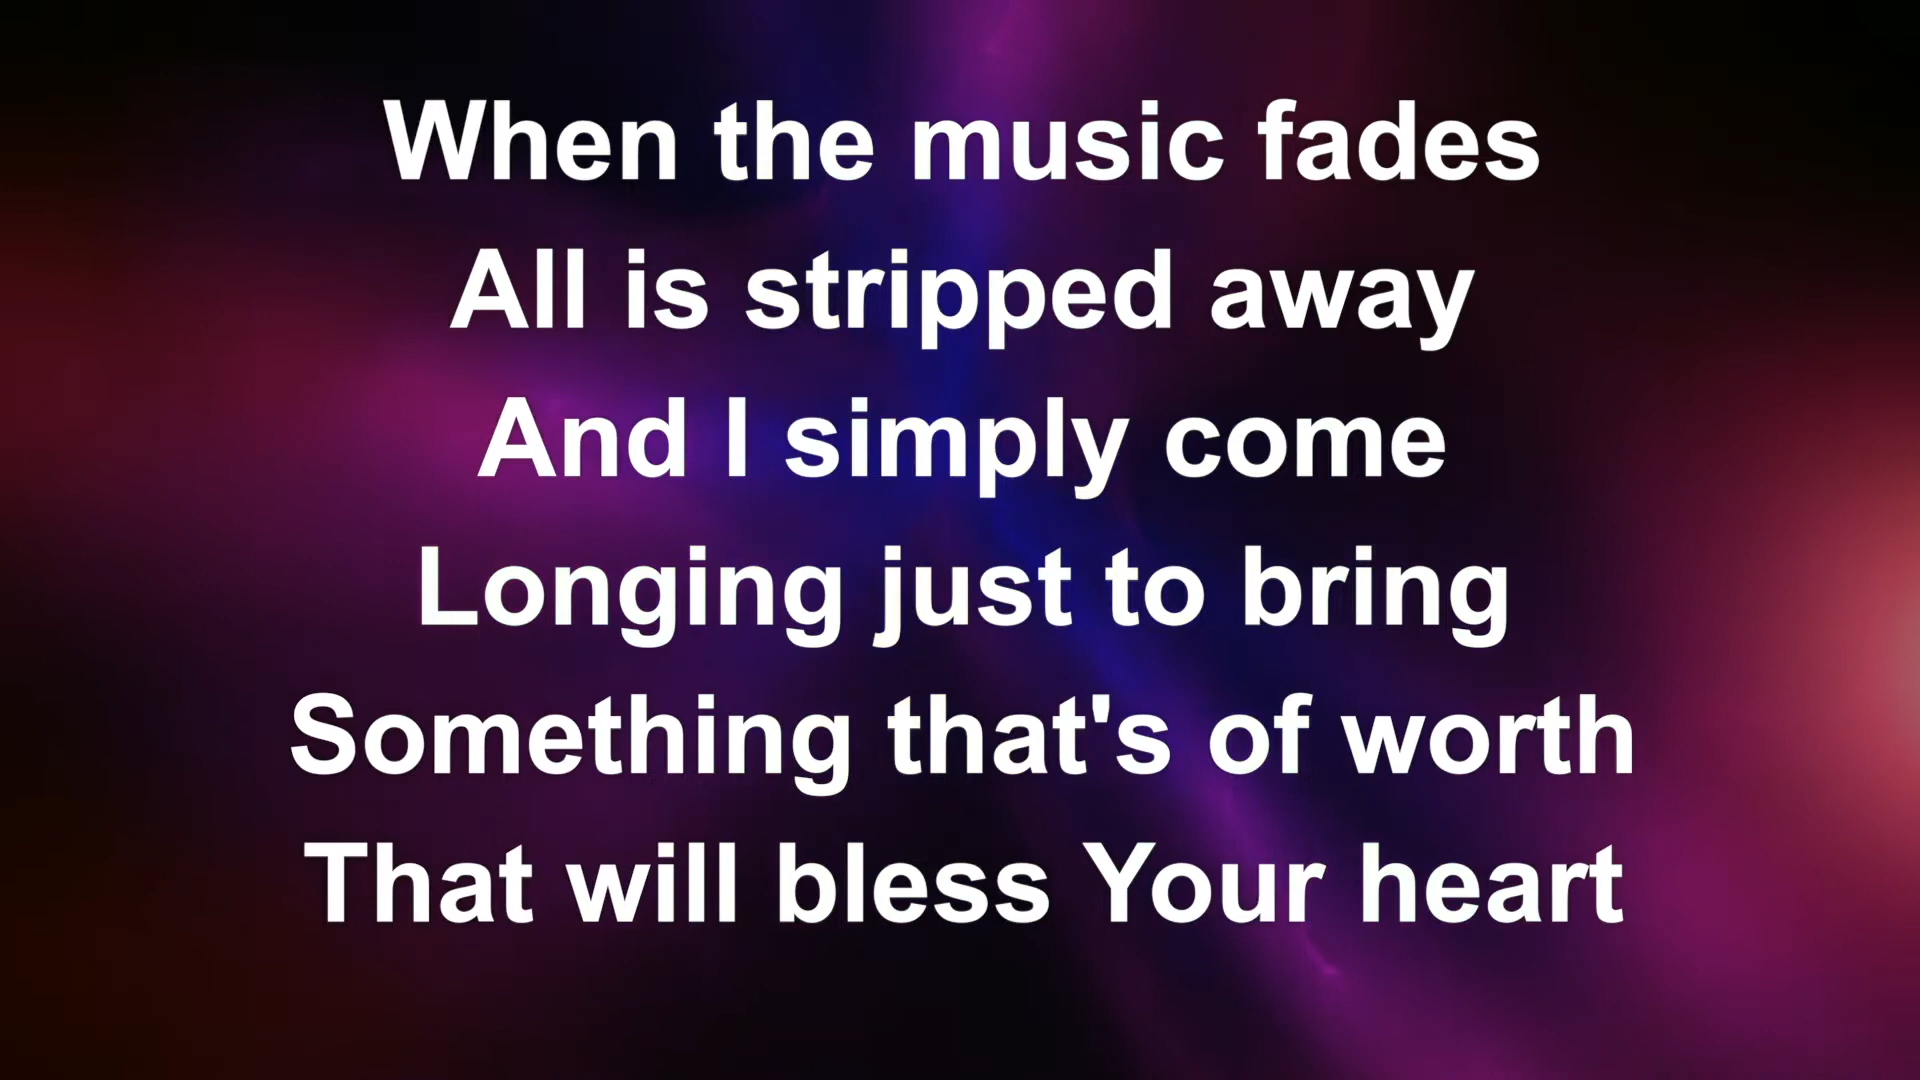 When the music fades
All is stripped away
And I simply come
Longing just to bring
Something that's of worth
That will bless Your heart